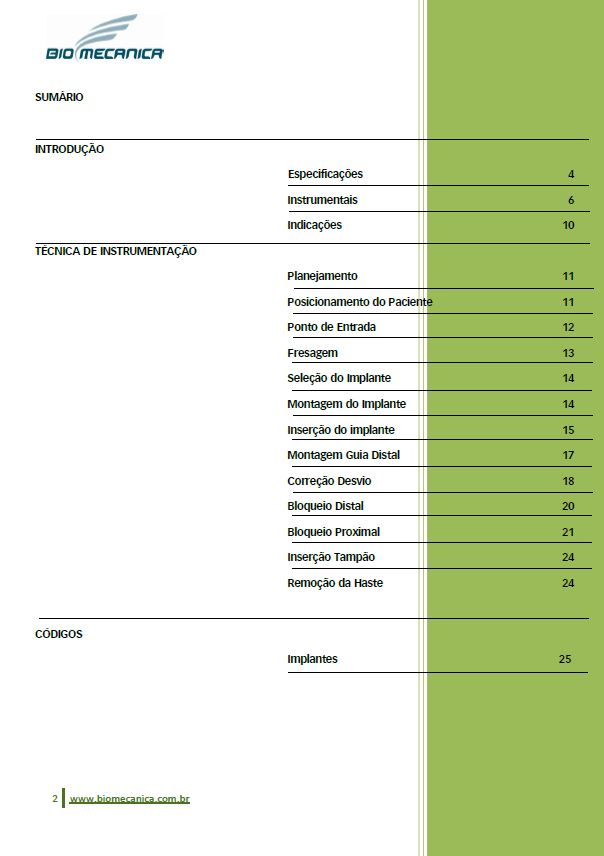 BIO MECANICA
SUMÁRIO
INTRODUÇÃO
Especificações 4
Instrumentais 6
Indicações 10
TÉCNICA DE INSTRUMENTAÇÃO
Planejamento 11
Posicionamento do Paciente 11
Ponto de Entrada 12
Fresagem 13
Seleção do Implante 14
Montagem do Implante 14
Inserção do implante 15
Montagem Guia Distal 17
Correção Desvio 18
Bloqueio Distal 20
Bloqueio Proximal 21
Inserção Tampão 24
Remoção da Haste 24
CÓDIGOS
Implantes 25
2 www.biomecanica.com.br